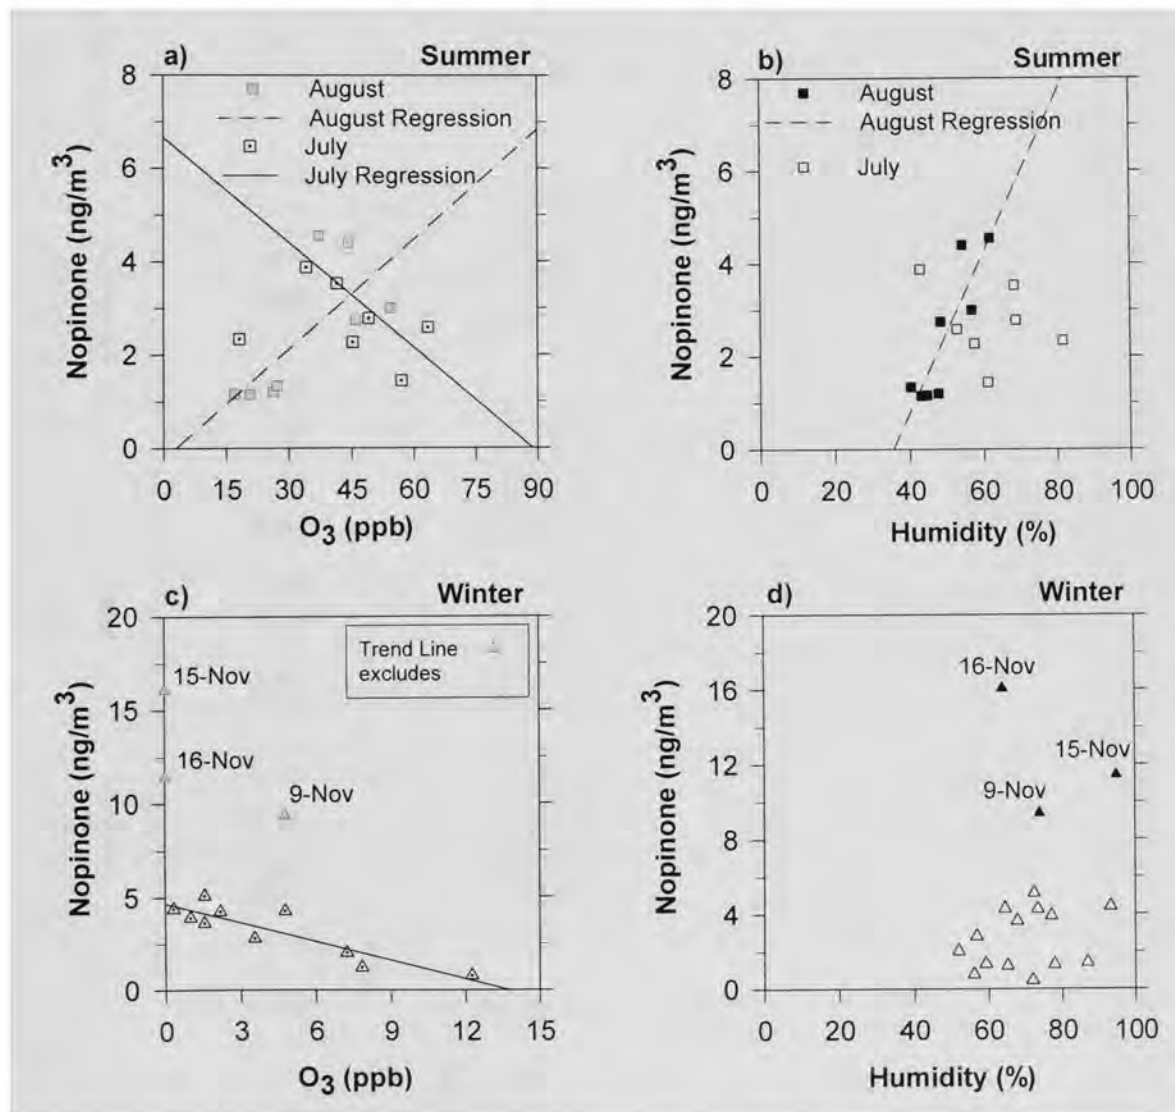 a) Summer
8
6
4
2
0
Nopinone (ng/m³)
August
August Regression
July
July Regression
0 15 30 45 60 75 90
O₃ (ppb)
b) Summer
8
6
4
2
0
Nopinone (ng/m³)
August
August Regression
July
0 20 40 60 80 100
Humidity (%)
c) Winter
20
15
10
5
0
Nopinone (ng/m³)
Trend Line
excludes
15-Nov
16-Nov
9-Nov
0 3 6 9 12 15
O₃ (ppb)
d) Winter
20
16
12
8
4
0
Nopinone (ng/m³)
16-Nov
15-Nov
9-Nov
0 20 40 60 80 100
Humidity (%)